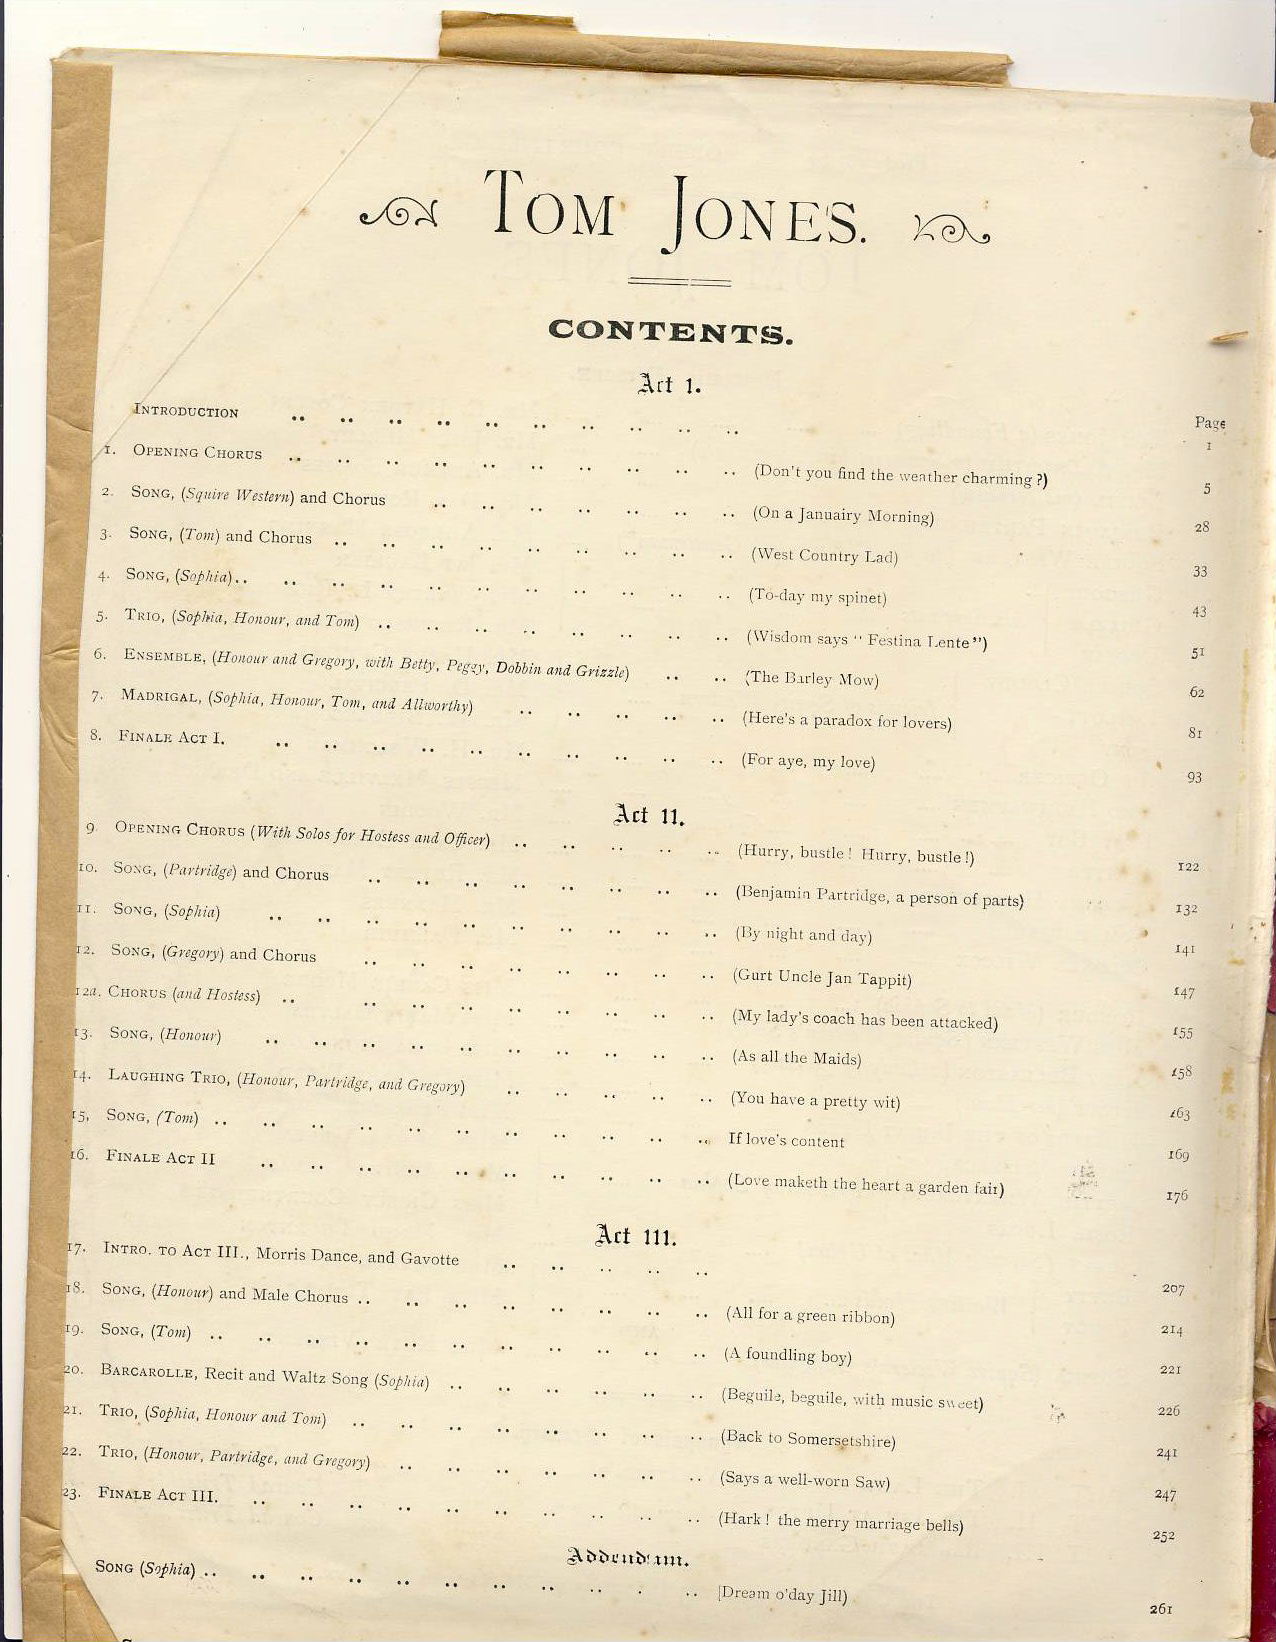 TOM JONES.
CONTENTS.
Act 1.
Page
INTRODUCTION .. .. .. .. .. .. .. .. .. .. 1
1. OPENING CHORUS .. .. .. .. .. .. .. .. .. .. (Don't you find the weather charming?) 5
2. SONG, (Squire Western) and Chorus .. .. .. .. .. .. .. (On a Januairy Morning) 28
3. SONG, (Tom) and Chorus .. .. .. .. .. .. .. .. .. (West Country Lad) 33
4. SONG, (Sophia).. .. .. .. .. .. .. .. .. .. .. (To-day my spinet) 43
5. TRIO, (Sophia, Honour, and Tom) .. .. .. .. .. .. .. .. (Wisdom says "Festina Lente") 51
6. ENSEMBLE, (Honour and Gregory, with Betty, Peggy, Dobbin and Grizzle) .. .. (The Barley Mow) 62
7. MADRIGAL, (Sophia, Honour, Tom, and Allworthy) .. .. .. .. .. (Here's a paradox for lovers) 81
8. FINALE ACT I. .. .. .. .. .. .. .. .. .. .. (For aye, my love) 93
Act 11.
9. OPENING CHORUS (With Solos for Hostess and Officer) .. .. .. .. .. (Hurry, bustle! Hurry, bustle!) 122
10. SONG, (Partridge) and Chorus .. .. .. .. .. .. .. .. (Benjamin Partridge, a person of parts) 132
11. SONG, (Sophia) .. .. .. .. .. .. .. .. .. .. (By night and day) 141
12. SONG, (Gregory) and Chorus .. .. .. .. .. .. .. .. (Gurt Uncle Jan Tappit) 147
12a. CHORUS (and Hostess) .. .. .. .. .. .. .. .. .. (My lady's coach has been attacked) 155
13. SONG, (Honour) .. .. .. .. .. .. .. .. .. .. (As all the Maids) 158
14. LAUGHING TRIO, (Honour, Partridge, and Gregory) .. .. .. .. .. (You have a pretty wit) 163
15, SONG, (Tom) .. .. .. .. .. .. .. .. .. .. .. If love's content 169
16. FINALE ACT II .. .. .. .. .. .. .. .. .. .. (Love maketh the heart a garden fair) 176
Act 111.
17. INTRO. TO ACT III., Morris Dance, and Gavotte .. .. .. .. .. 207
18. SONG, (Honour) and Male Chorus .. .. .. .. .. .. .. .. (All for a green ribbon) 214
19. SONG, (Tom) .. .. .. .. .. .. .. .. .. .. .. (A foundling boy) 221
20. BARCAROLLE, Recit and Waltz Song (Sophia) .. .. .. .. .. .. (Beguile, beguile, with music sweet) 226
21. TRIO, (Sophia, Honour and Tom) .. .. .. .. .. .. .. .. (Back to Somersetshire) 241
22. TRIO, (Honour, Partridge, and Gregory) .. .. .. .. .. .. .. (Says a well-worn Saw) 247
23. FINALE ACT III. .. .. .. .. .. .. .. .. .. .. (Hark! the merry marriage bells) 252
Addendum.
SONG (Sophia) .. .. .. .. .. .. .. .. .. . .. (Dream o'day Jill) 261